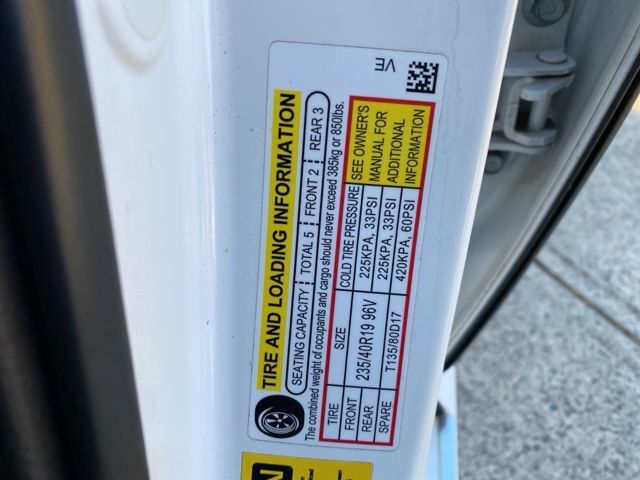 VE
TIRE AND LOADING INFORMATION
SEATING CAPACITY TOTAL 5 FRONT 2 REAR 3
The combined weight of occupants and cargo should never exceed 385kg or 850lbs.
TIRE SIZE COLD TIRE PRESSURE SEE OWNER'S
FRONT 235/40R19 96V 225KPA, 33PSI MANUAL FOR
REAR 225KPA, 33PSI ADDITIONAL
SPARE T135/80D17 420KPA, 60PSI INFORMATION
N